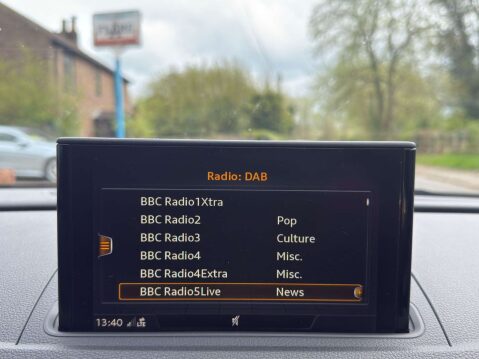 Radio: DAB
BBC Radio1Xtra
BBC Radio2 Pop
BBC Radio3 Culture
BBC Radio4 Misc.
BBC Radio4Extra Misc.
BBC Radio5Live News
13:40